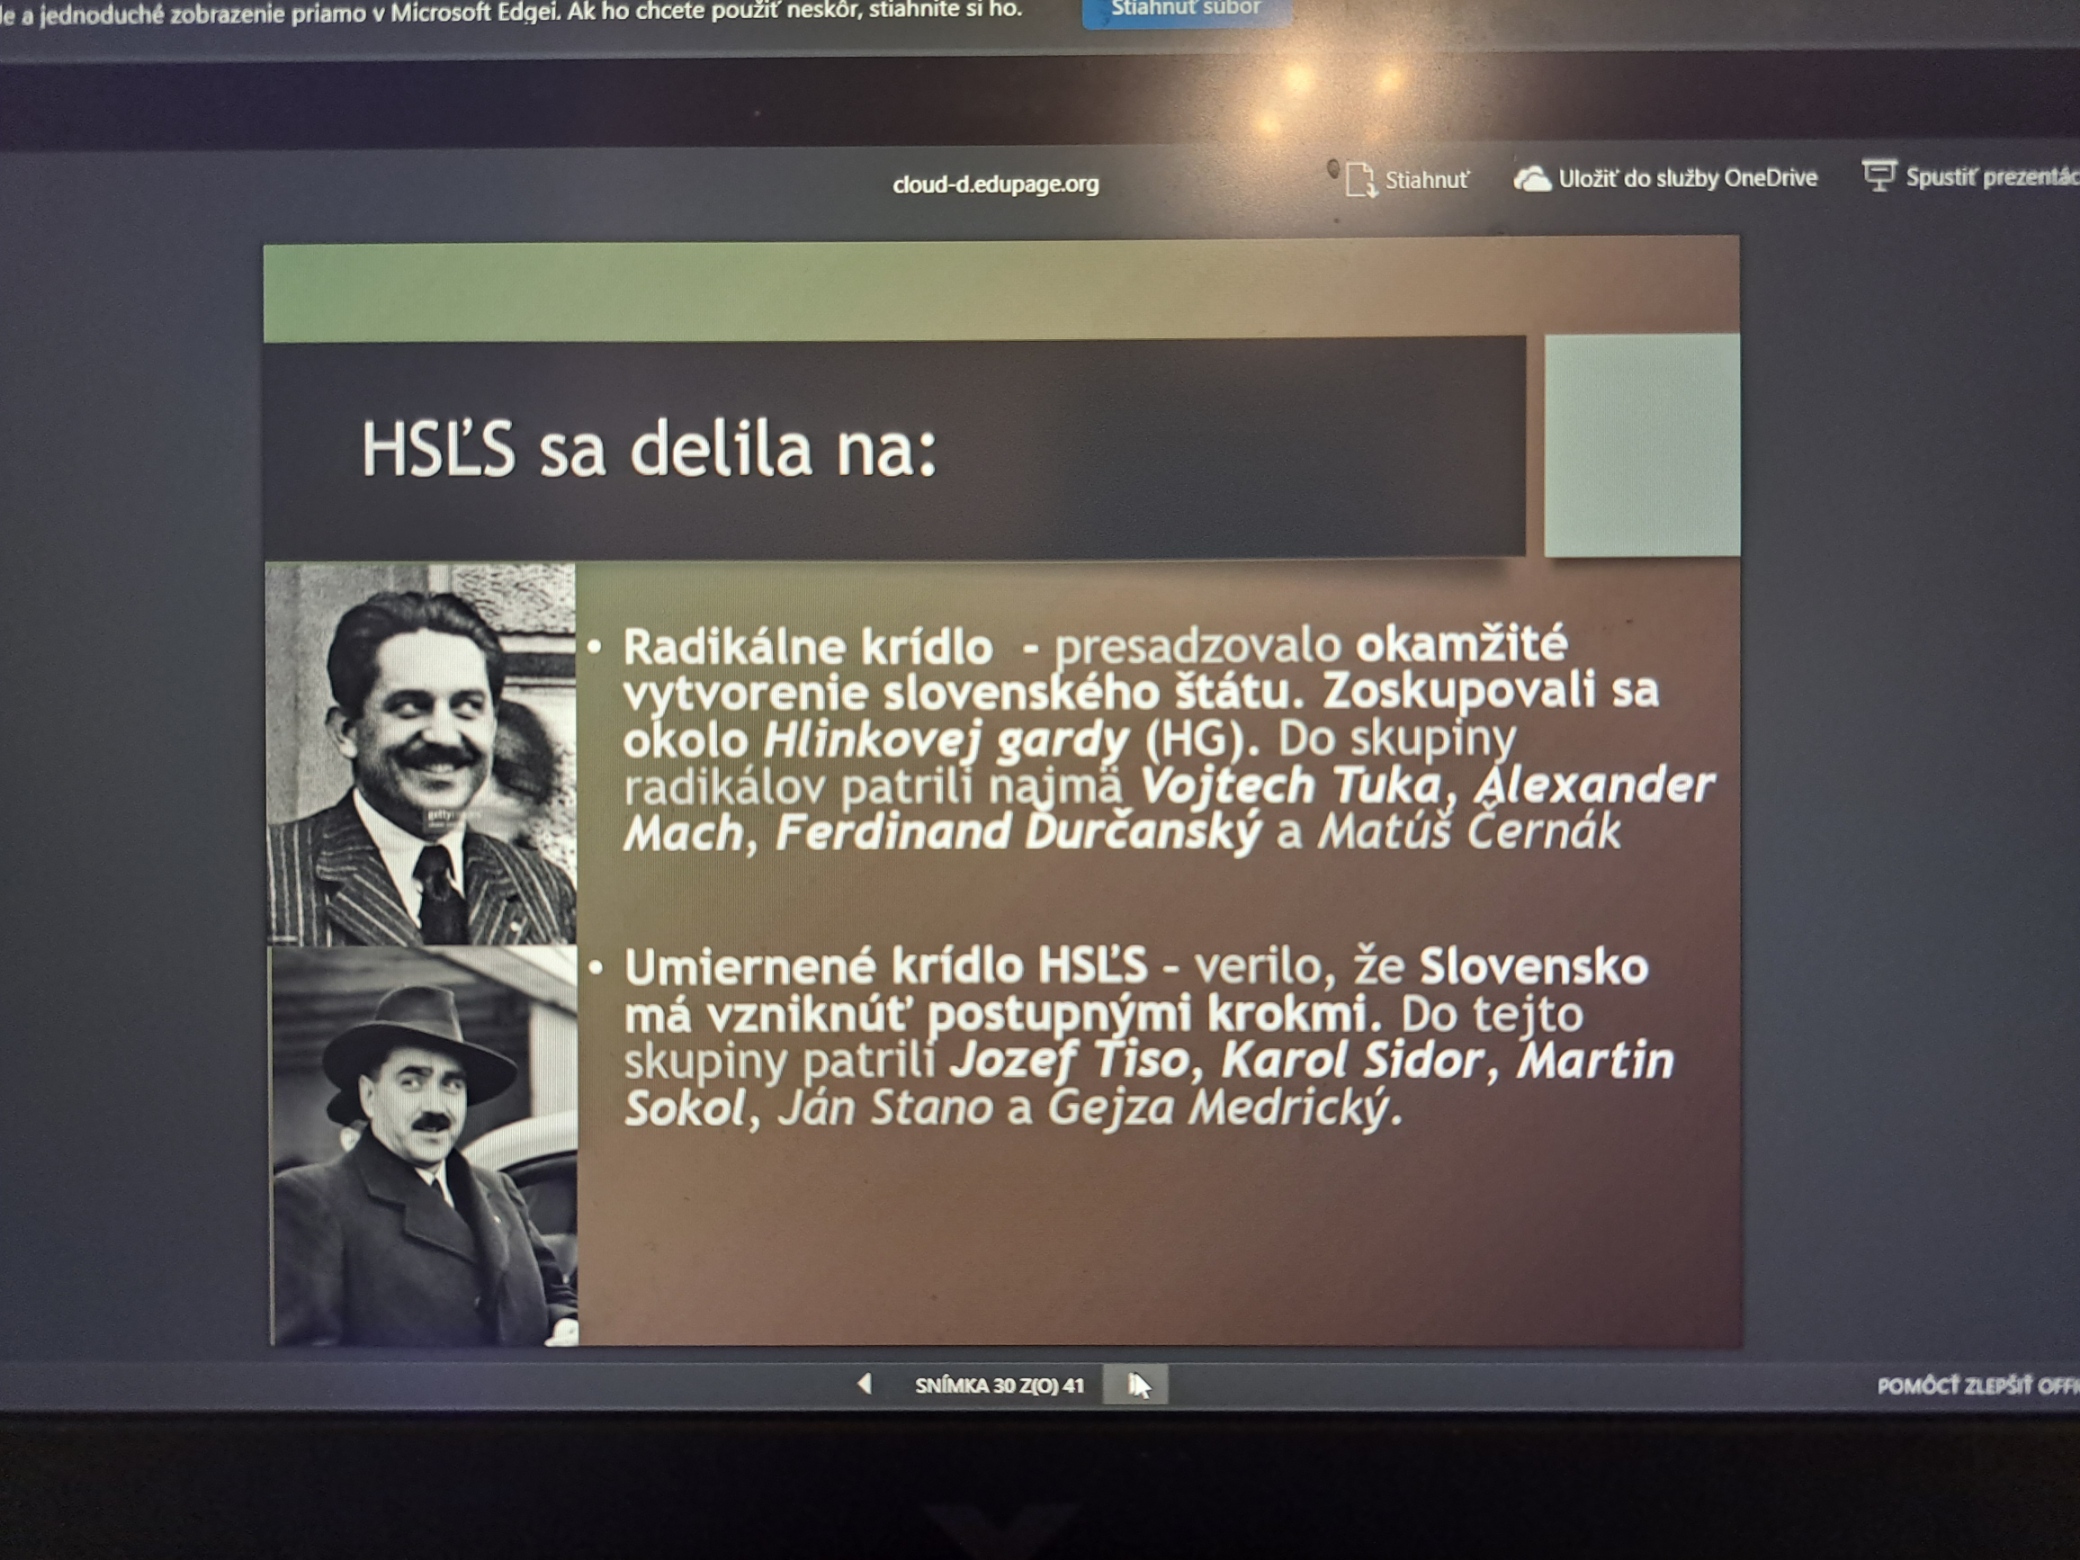 le a jednoduché zobrazenie priamo v Microsoft Edgei. Ak ho chcete použiť neskôr, stiahnite si ho.
Stiahnuť súbor
cloud-d.edupage.org
Stiahnuť
Uložiť do služby OneDrive
Spustiť prezentác
HSĽS sa delila na:
• Radikálne krídlo - presadzovalo okamžité
vytvorenie slovenského štátu. Zoskupovali sa
okolo Hlinkovej gardy (HG). Do skupiny
radikálov patrili najmä Vojtech Tuka, Alexander
Mach, Ferdinand Ďurčanský a Matúš Černák
• Umiernené krídlo HSĽS - verilo, že Slovensko
má vzniknúť postupnými krokmi. Do tejto
skupiny patrili Jozef Tiso, Karol Sidor, Martin
Sokol, Ján Stano a Gejza Medrický.
SNÍMKA 30 Z(O) 41
POMÔCŤ ZLEPŠIŤ OFFI